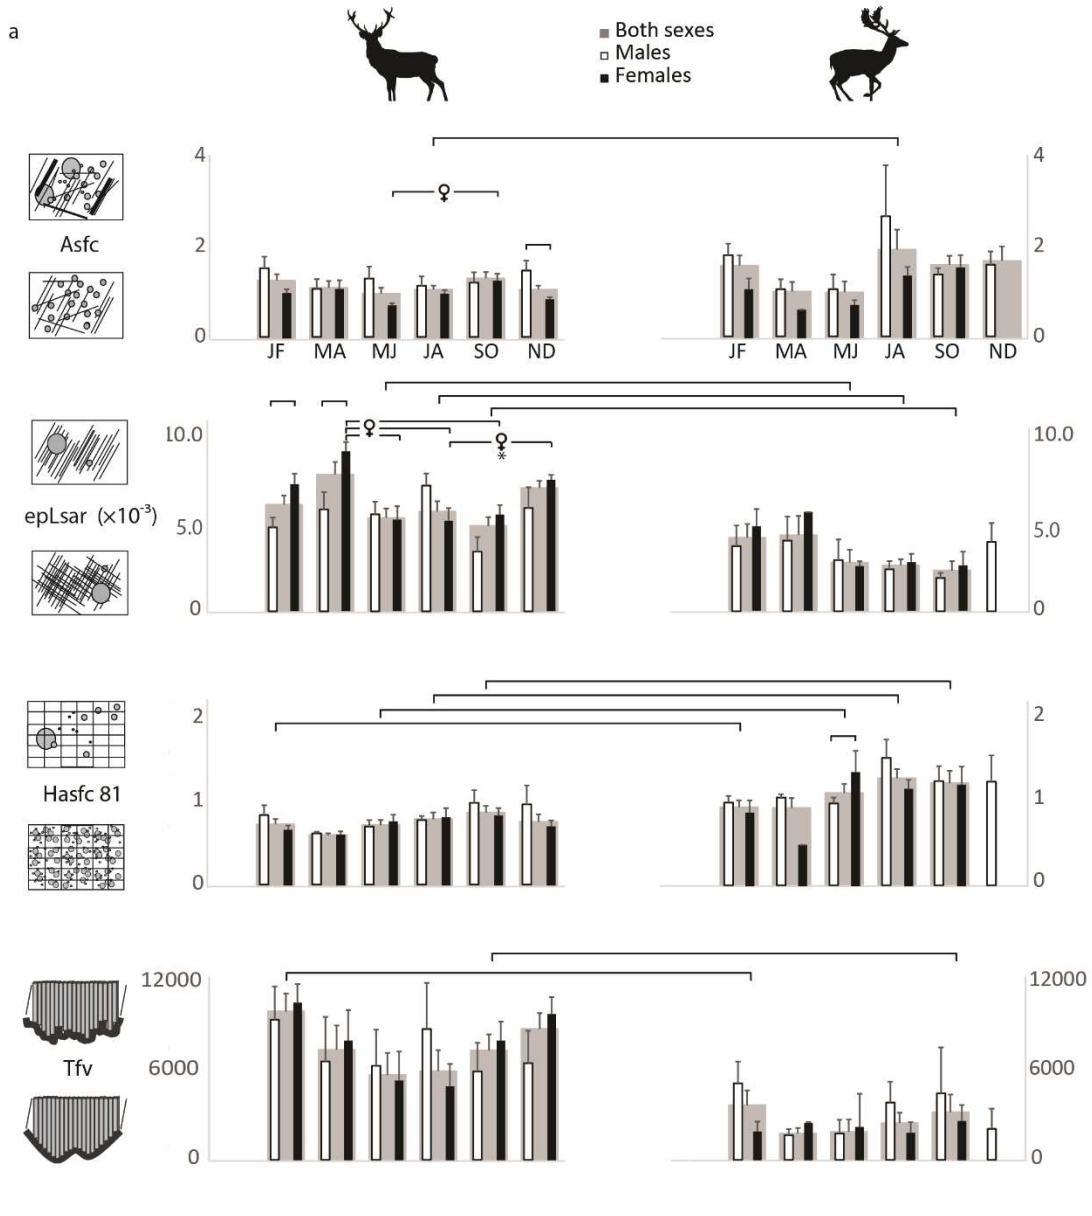 a
Both sexes
Males
Females
4 4
♀
2 2
Asfc
0 0
JF MA MJ JA SO ND JF MA MJ JA SO ND
10.0 10.0
♀ ♀
*
epLsar (×10-3)
5.0 5.0
0 0
2 2
Hasfc 81
1 1
0 0
12000 12000
Tfv
6000 6000
0 0